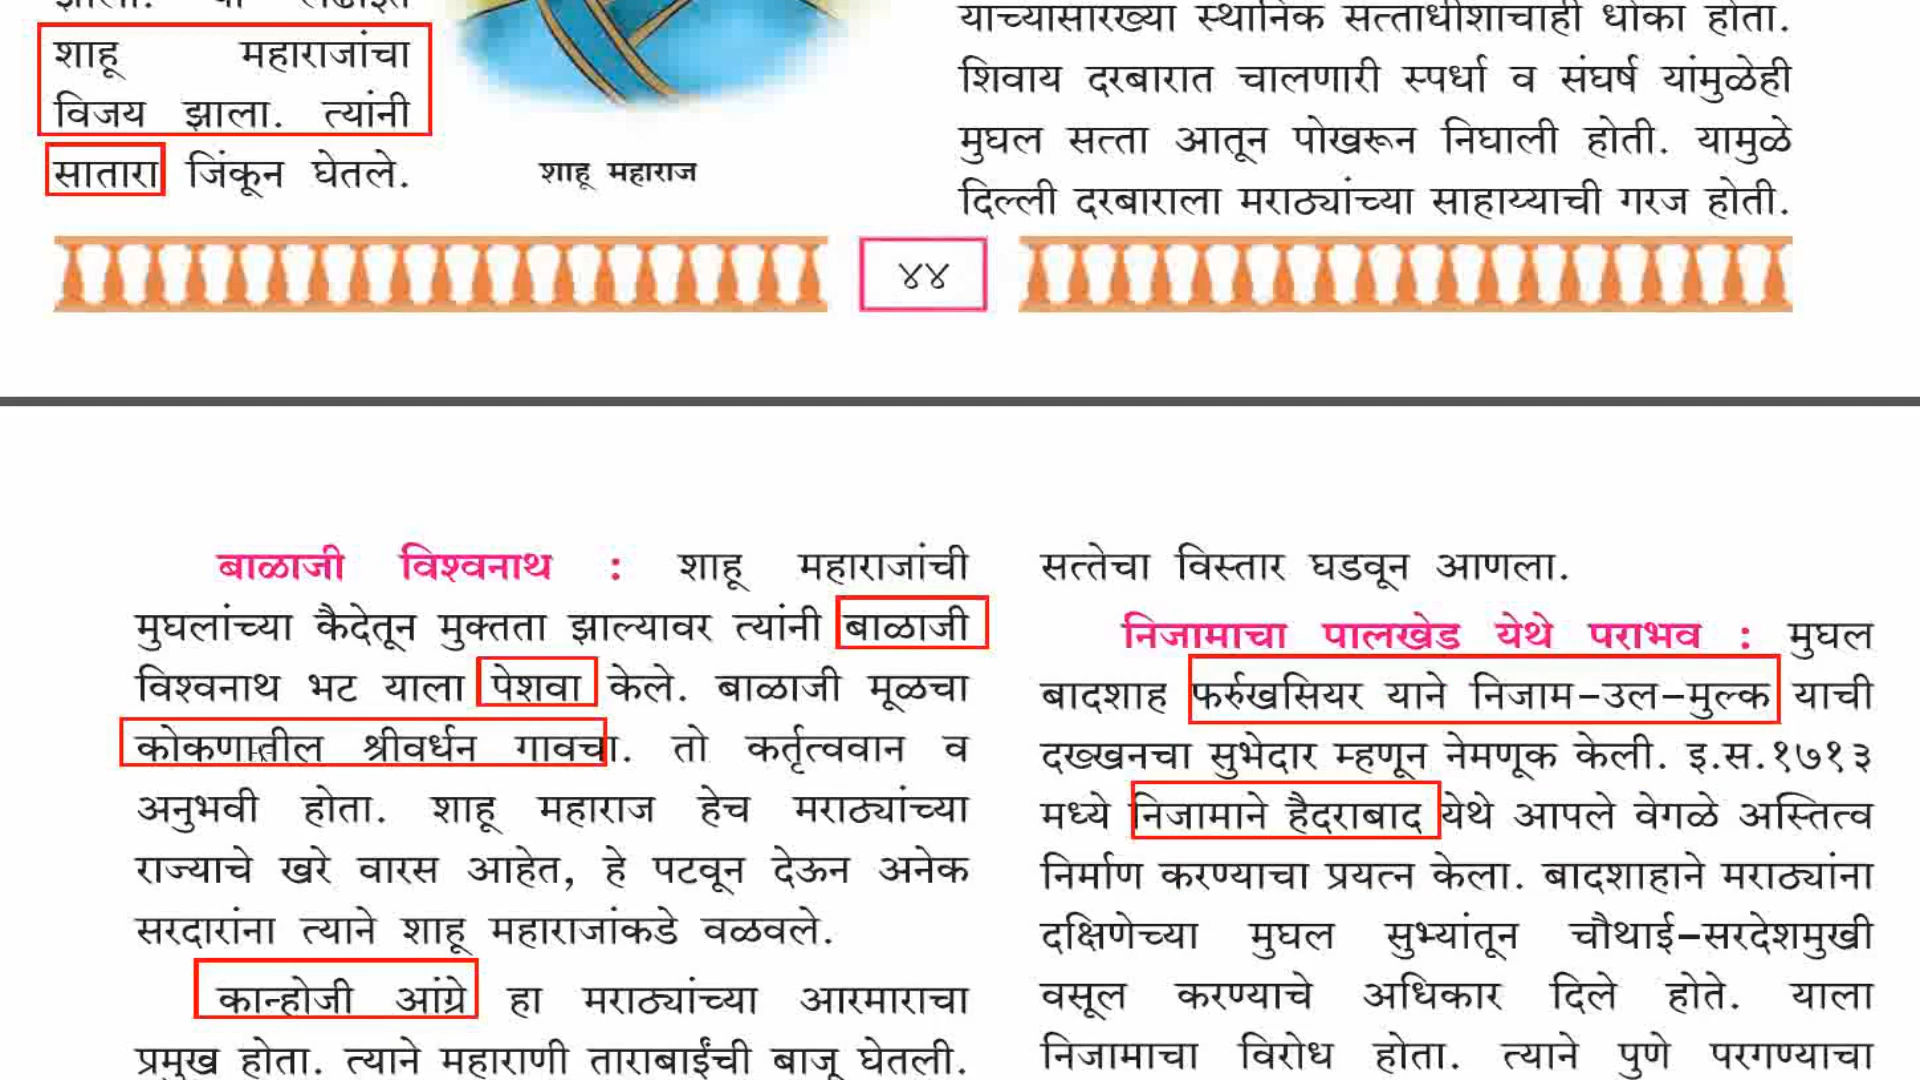 झाला. या लढाईत
शाहू महाराजांचा
विजय झाला. त्यांनी
सातारा जिंकून घेतले.
शाहू महाराज
यांच्यासारख्या स्थानिक सत्ताधीशांचाही धोका होता.
शिवाय दरबारात चालणारी स्पर्धा व संघर्ष यांमुळेही
मुघल सत्ता आतून पोखरून निघाली होती. यामुळे
दिल्ली दरबाराला मराठ्यांच्या साहाय्याची गरज होती.
४४
बाळाजी विश्वनाथ : शाहू महाराजांची
मुघलांच्या कैदेतून मुक्तता झाल्यावर त्यांनी बाळाजी
विश्वनाथ भट याला पेशवा केले. बाळाजी मूळचा
कोकणातील श्रीवर्धन गावचा. तो कर्तृत्ववान व
अनुभवी होता. शाहू महाराज हेच मराठ्यांच्या
राज्याचे खरे वारस आहेत, हे पटवून देऊन अनेक
सरदारांना त्याने शाहू महाराजांकडे वळवले.
कान्होजी आंग्रे हा मराठ्यांच्या आरमाराचा
प्रमुख होता. त्याने महाराणी ताराबाईंची बाजू घेतली.
सत्तेचा विस्तार घडवून आणला.
निजामाचा पालखेड येथे पराभव : मुघल
बादशाह फर्रुखसियर याने निजाम-उल-मुल्क याची
दख्खनचा सुभेदार म्हणून नेमणूक केली. इ.स.१७१३
मध्ये निजामाने हैदराबाद येथे आपले वेगळे अस्तित्व
निर्माण करण्याचा प्रयत्न केला. बादशाहाने मराठ्यांना
दक्षिणेच्या मुघल सुभ्यांतून चौथाई-सरदेशमुखी
वसूल करण्याचे अधिकार दिले होते. याला
निजामाचा विरोध होता. त्याने पुणे परगण्याचा